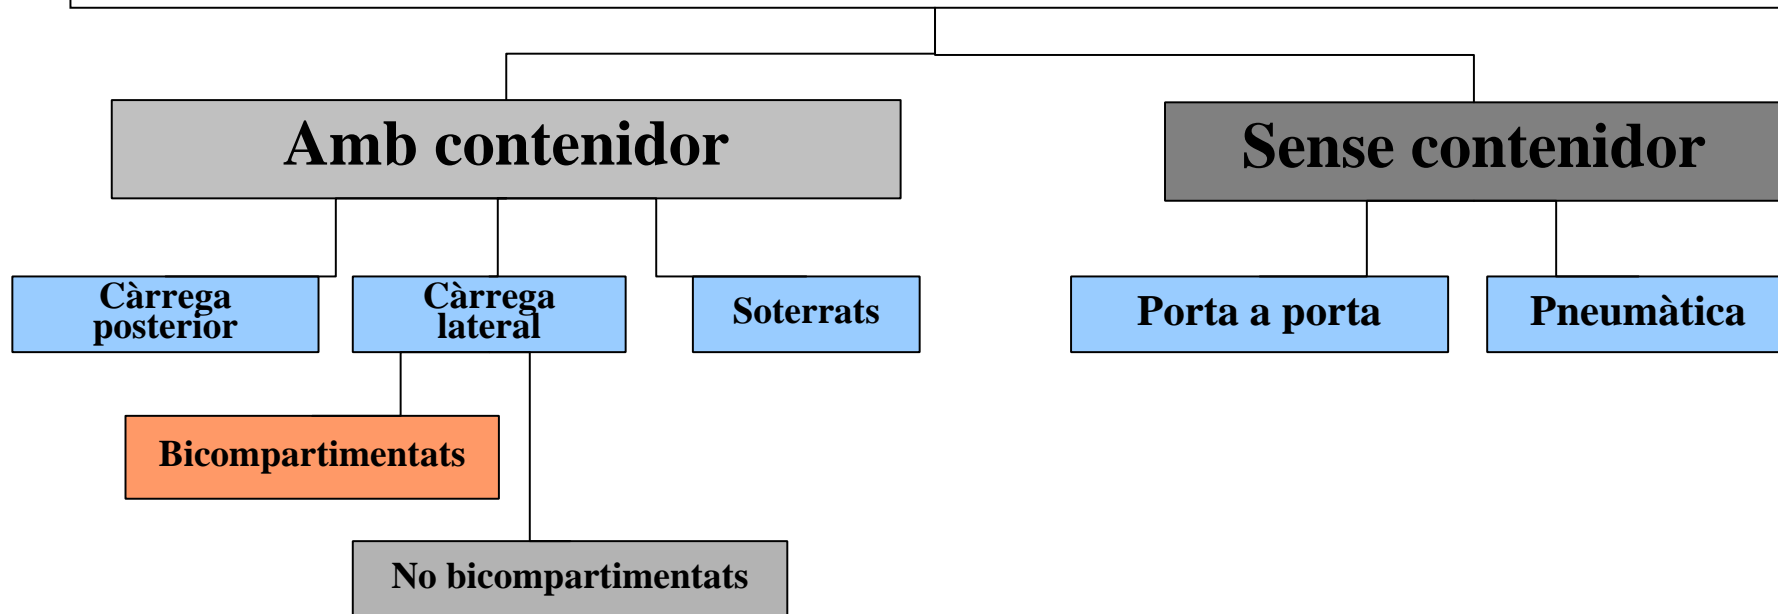 Amb contenidor
Sense contenidor
Càrrega
posterior
Càrrega
lateral
Soterrats
Porta a porta
Pneumàtica
Bicompartimentats
No bicompartimentats